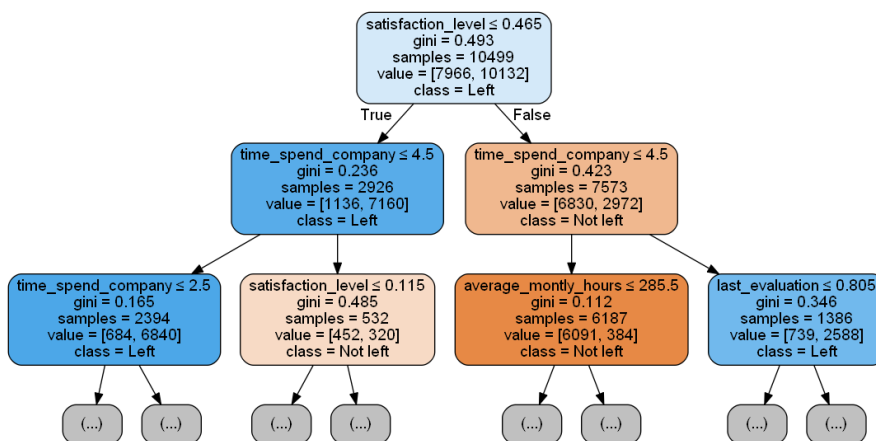 satisfaction_level ≤ 0.465
gini = 0.493
samples = 10499
value = [7966, 10132]
class = Left
True
False
time_spend_company ≤ 4.5
gini = 0.236
samples = 2926
value = [1136, 7160]
class = Left
time_spend_company ≤ 4.5
gini = 0.423
samples = 7573
value = [6830, 2972]
class = Not left
time_spend_company ≤ 2.5
gini = 0.165
samples = 2394
value = [684, 6840]
class = Left
satisfaction_level ≤ 0.115
gini = 0.485
samples = 532
value = [452, 320]
class = Not left
average_montly_hours ≤ 285.5
gini = 0.112
samples = 6187
value = [6091, 384]
class = Not left
last_evaluation ≤ 0.805
gini = 0.346
samples = 1386
value = [739, 2588]
class = Left
(...)
(...)
(...)
(...)
(...)
(...)
(...)
(...)